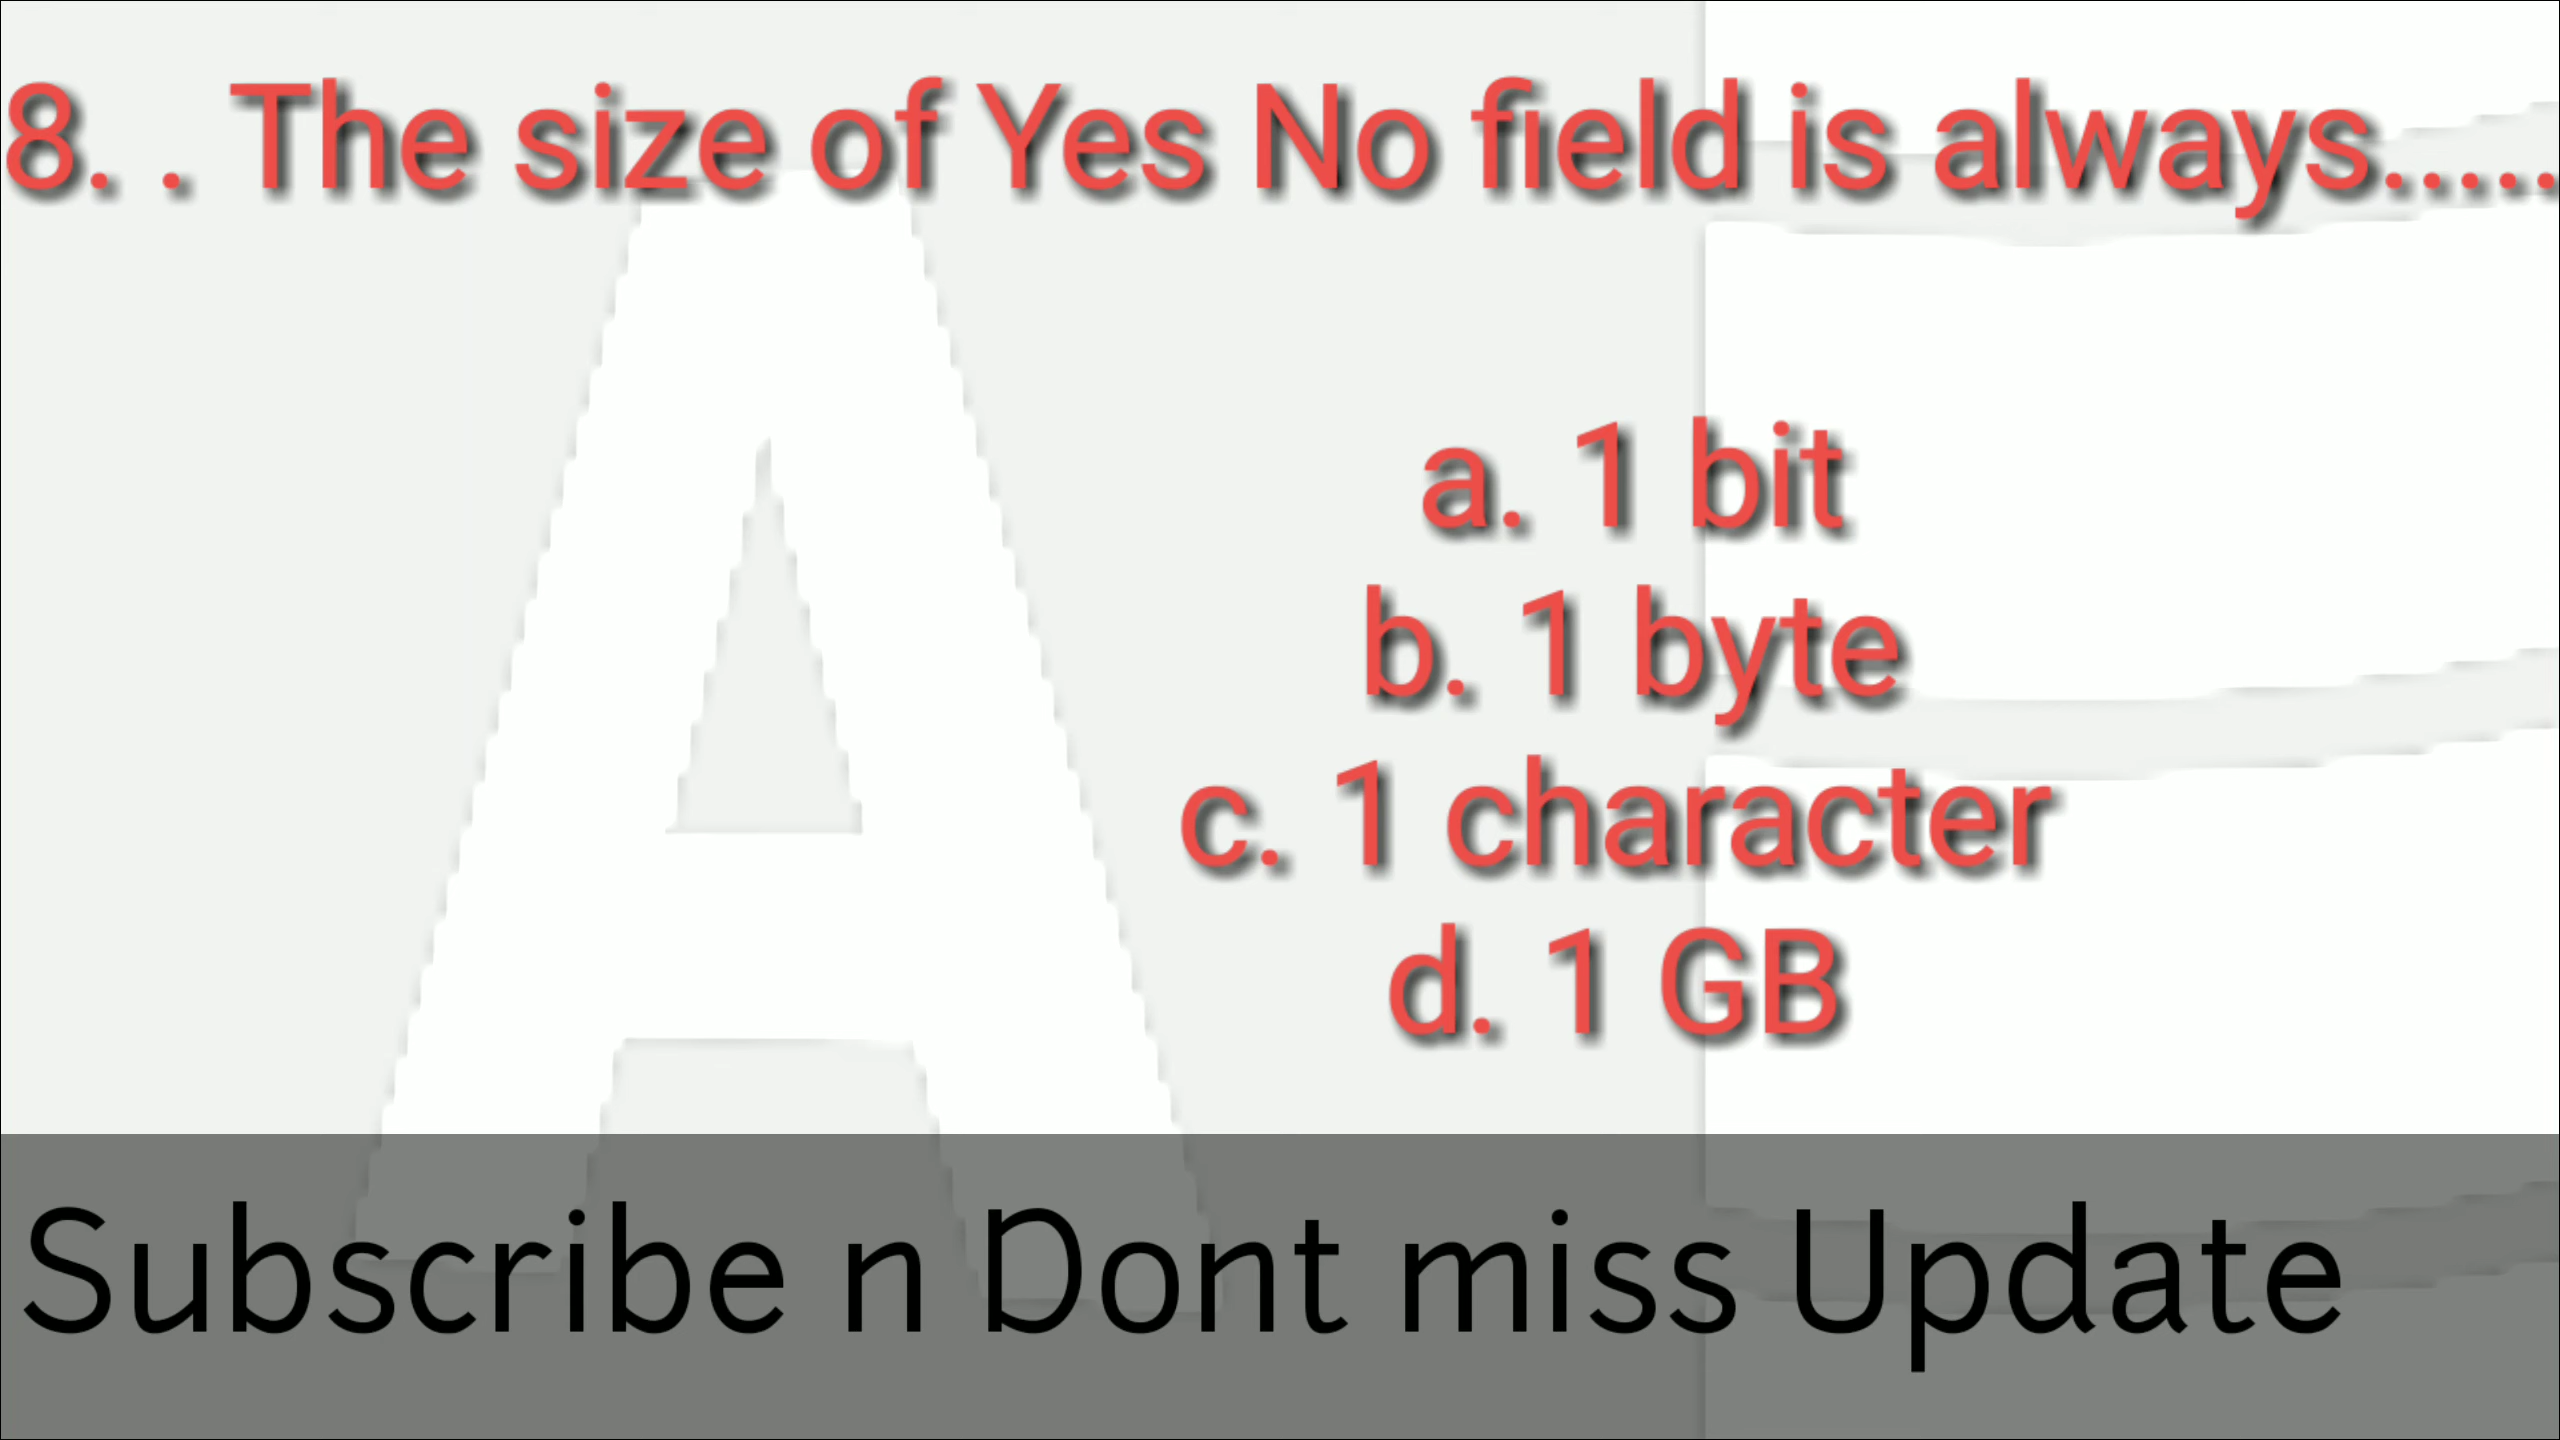 8. . The size of Yes No field is always.....
a. 1 bit
b. 1 byte
c. 1 character
d. 1 GB
Subscribe n Dont miss Update